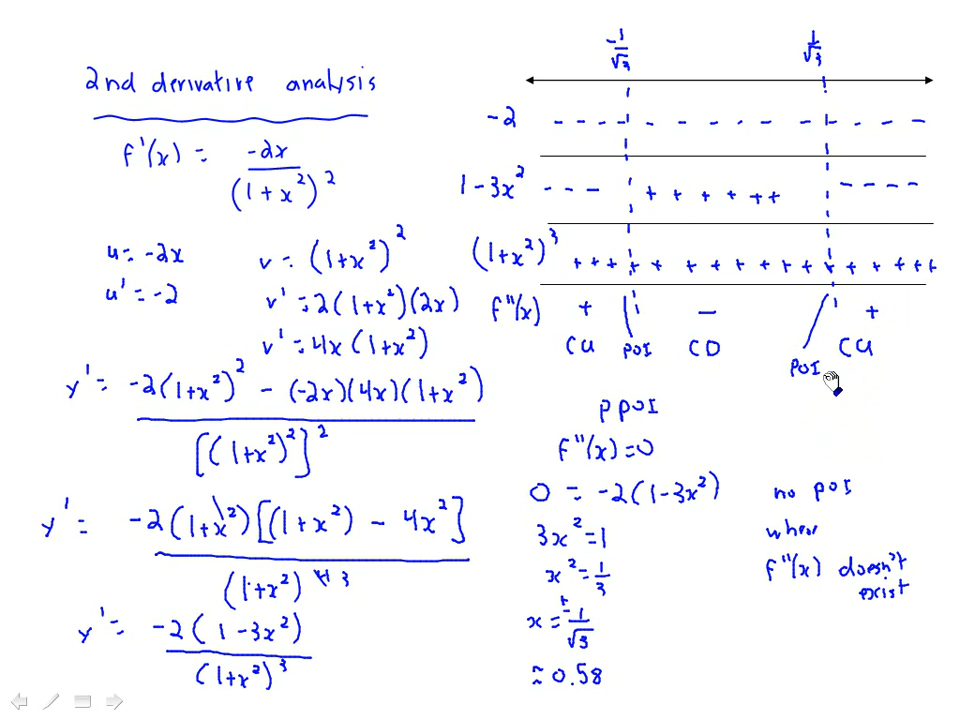 2nd derivative analysis
f'(x) = -2x / (1+x²)²
u = -2x
u' = -2
v = (1+x²)²
v' = 2(1+x²)(2x)
v' = 4x(1+x²)
y' = -2(1+x²)² - (-2x)(4x)(1+x²) / [(1+x²)²]²
y' = -2(1+x²)[(1+x²) - 4x²] / (1+x²)⁴ 3
y' = -2(1-3x²) / (1+x²)³
-1/√3 1/√3
-2 - - - - - - - - - - - - -
1-3x² - - - + + + + + + - - - -
(1+x²)³ + + + + + + + + + + + + + + + +
f''(x) + - +
CU POI CD POI CU
PPOI
f''(x) = 0
0 = -2(1-3x²)
3x² = 1
x² = 1/3
x = ± 1/√3
≈ 0.58
no POI
when
f''(x) doesn't
exist